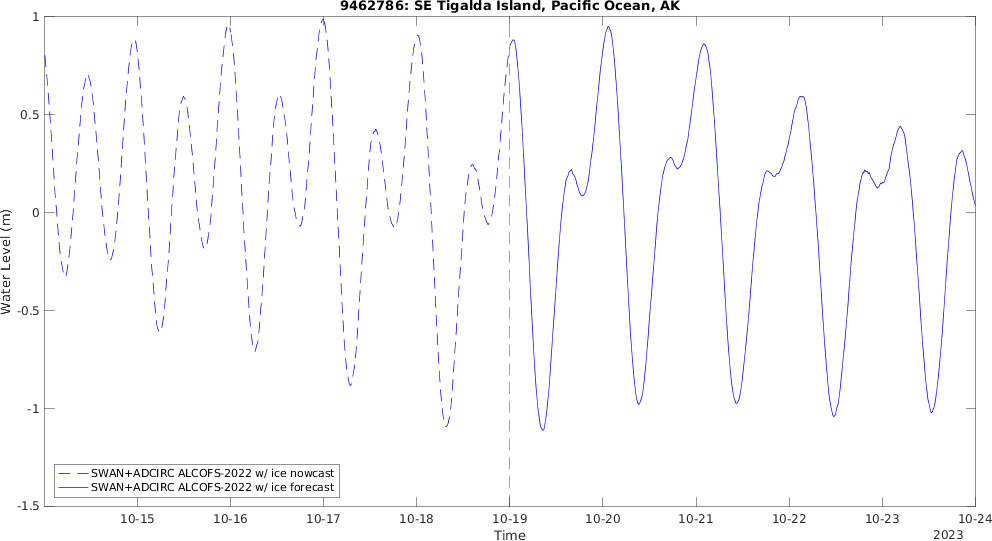 9462786: SE Tigalda Island, Pacific Ocean, AK
1
0.5
0
-0.5
-1
-1.5
Water Level (m)
SWAN+ADCIRC ALCOFS-2022 w/ ice nowcast
SWAN+ADCIRC ALCOFS-2022 w/ ice forecast
10-15 10-16 10-17 10-18 10-19 10-20 10-21 10-22 10-23 10-24
Time
2023